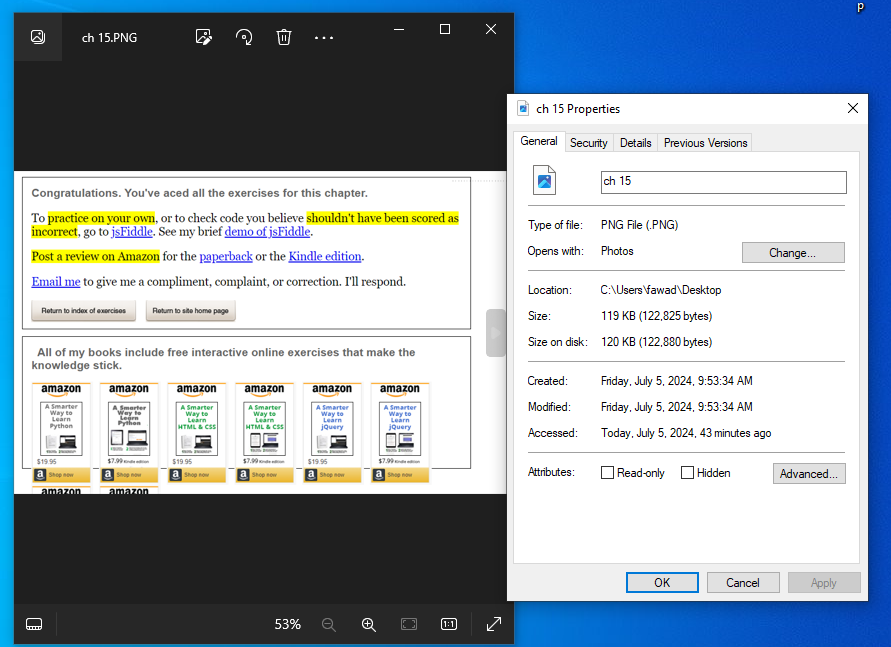 p
ch 15.PNG
Congratulations. You've aced all the exercises for this chapter.
To practice on your own, or to check code you believe shouldn't have been scored as
incorrect, go to jsFiddle. See my brief demo of jsFiddle.
Post a review on Amazon for the paperback or the Kindle edition.
Email me to give me a compliment, complaint, or correction. I'll respond.
Return to index of exercises Return to site home page
All of my books include free interactive online exercises that make the
knowledge stick.
amazon amazon amazon amazon amazon amazon
A Smarter A Smarter A Smarter A Smarter A Smarter A Smarter
Way to Way to Way to Way to Way to Way to
Learn Learn Learn Learn Learn Learn
Python Python HTML & CSS HTML & CSS jQuery jQuery
$19.95 $7.99 Kindle edition $19.95 $7.99 Kindle edition $19.95 $7.99 Kindle edition
a Shop now a Shop now a Shop now a Shop now a Shop now a Shop now
amazon amazon
53% 1:1
ch 15 Properties
General Security Details Previous Versions
ch 15
Type of file: PNG File (.PNG)
Opens with: Photos Change...
Location: C:\Users\fawad\Desktop
Size: 119 KB (122,825 bytes)
Size on disk: 120 KB (122,880 bytes)
Created: Friday, July 5, 2024, 9:53:34 AM
Modified: Friday, July 5, 2024, 9:53:34 AM
Accessed: Today, July 5, 2024, 43 minutes ago
Attributes: Read-only Hidden Advanced...
OK Cancel Apply